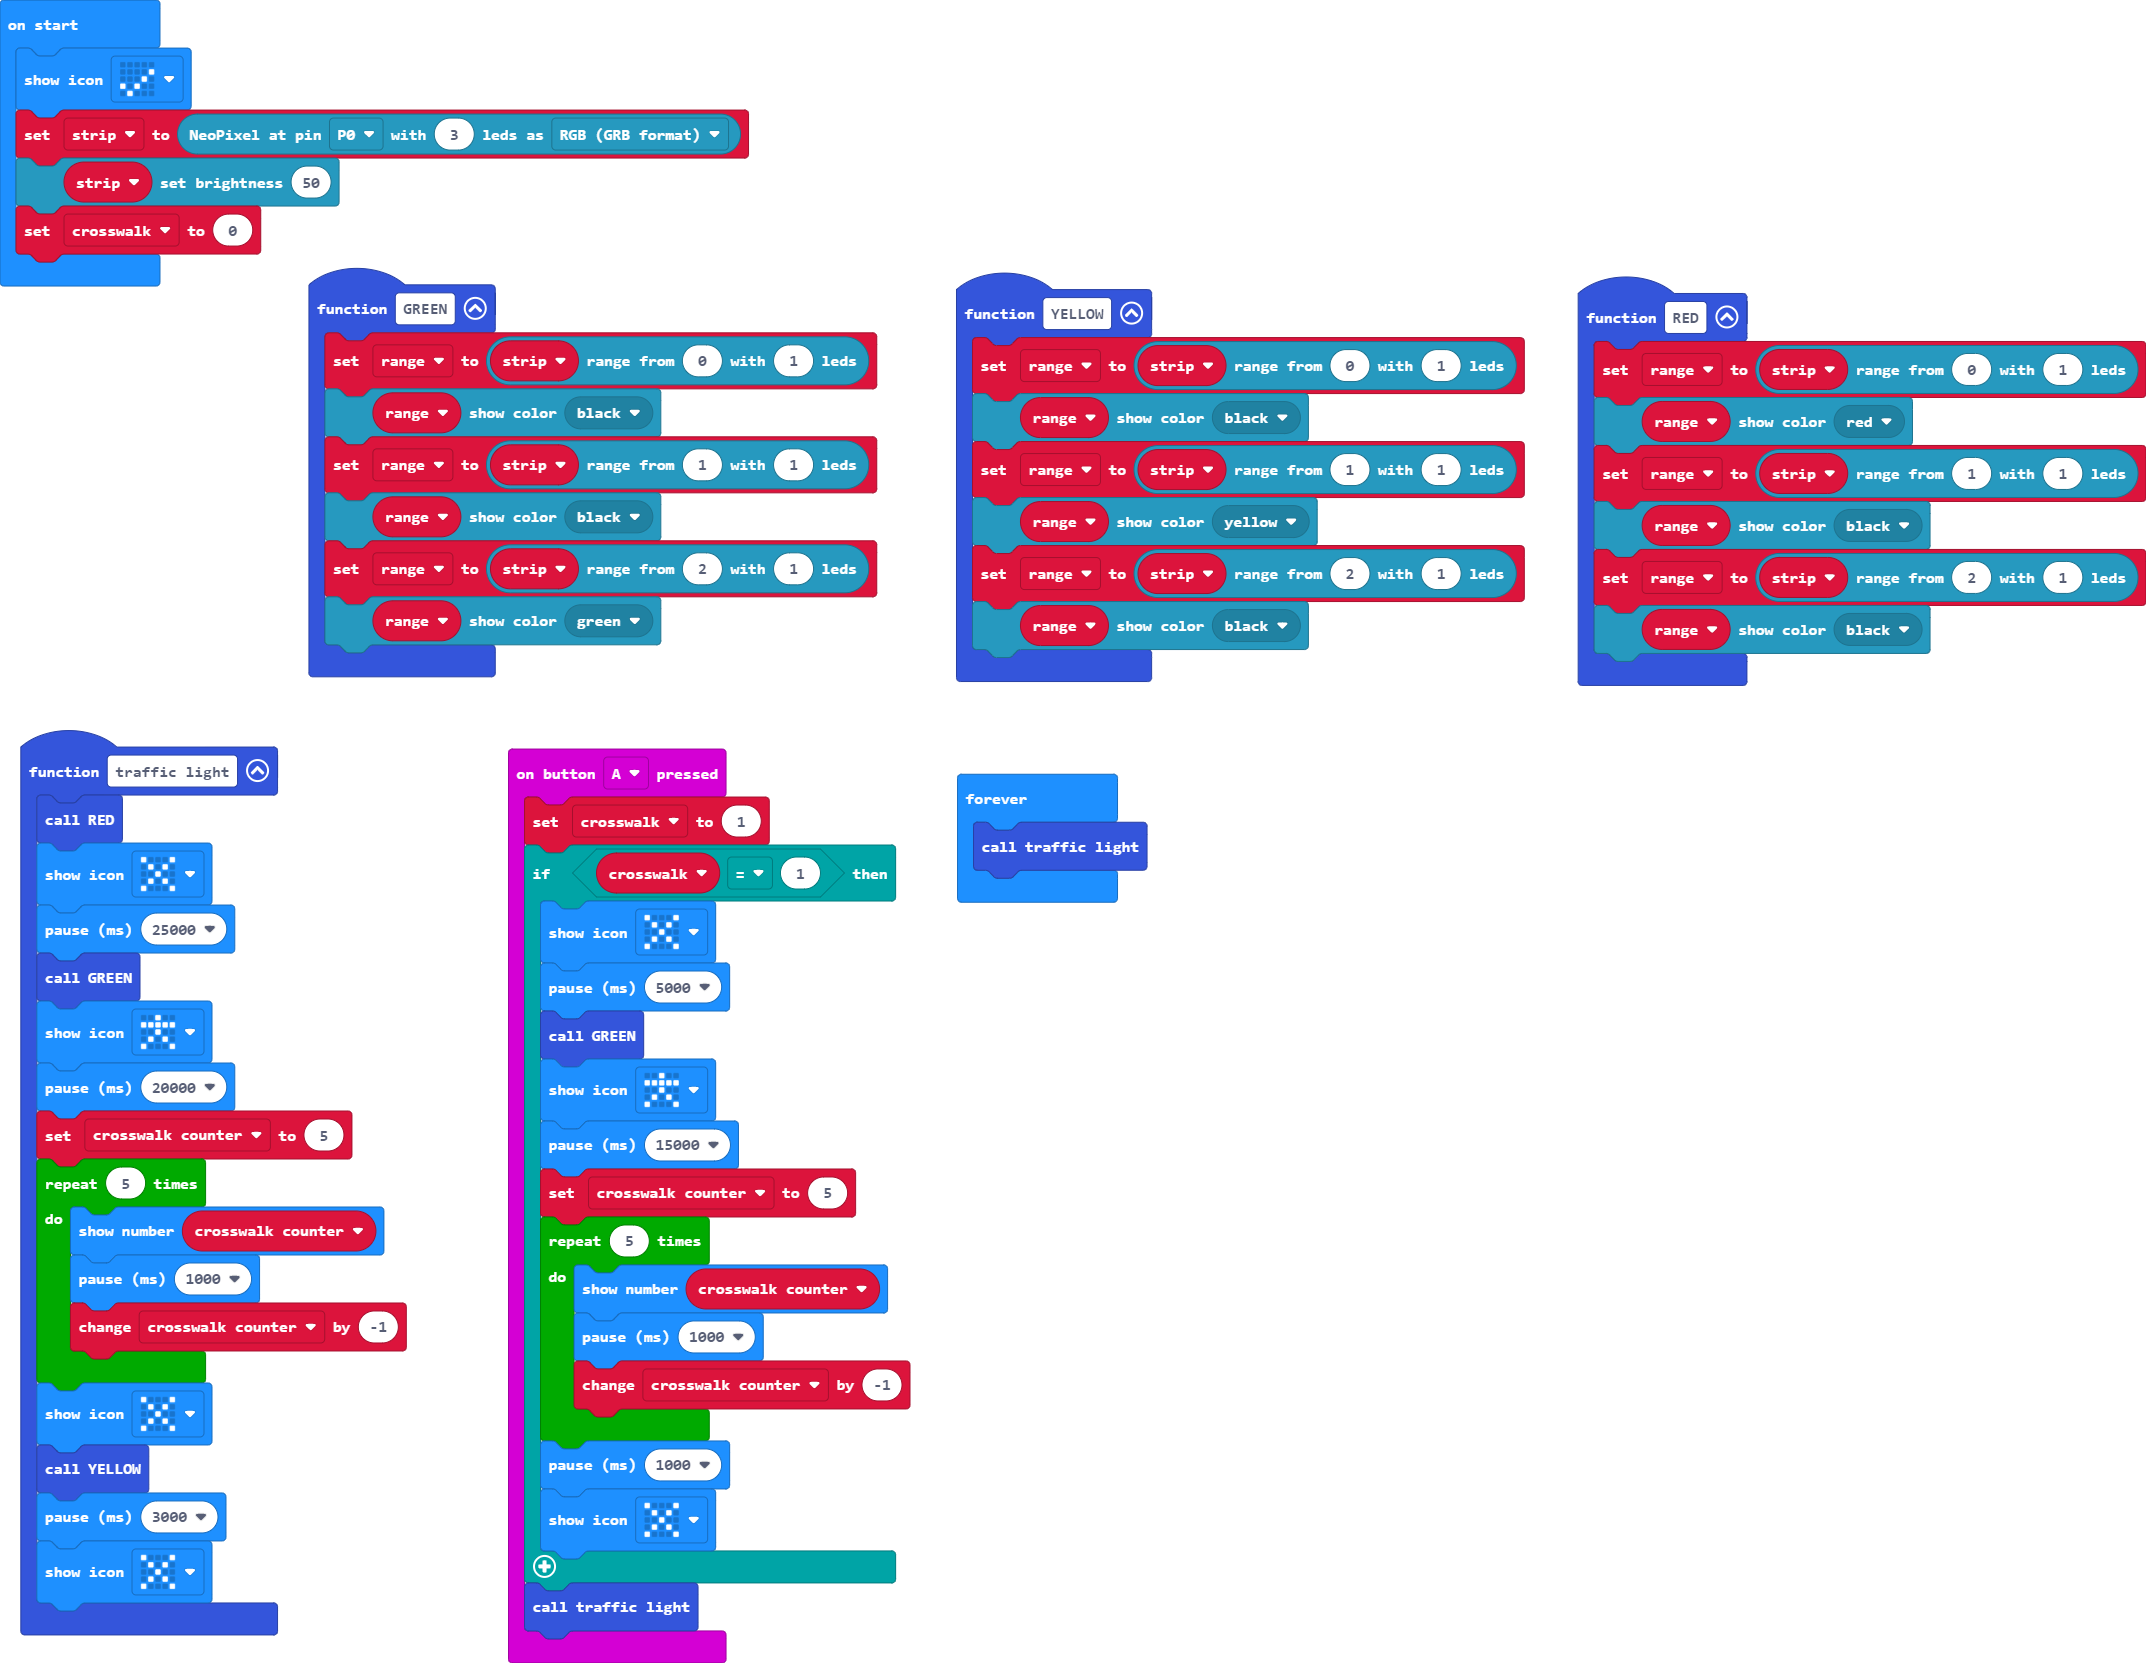 on start
show icon
set strip to NeoPixel at pin P0 with 3 leds as RGB (GRB format)
strip set brightness 50
set crosswalk to 0
function GREEN
set range to strip range from 0 with 1 leds
range show color black
set range to strip range from 1 with 1 leds
range show color black
set range to strip range from 2 with 1 leds
range show color green
function YELLOW
set range to strip range from 0 with 1 leds
range show color black
set range to strip range from 1 with 1 leds
range show color yellow
set range to strip range from 2 with 1 leds
range show color black
function RED
set range to strip range from 0 with 1 leds
range show color red
set range to strip range from 1 with 1 leds
range show color black
set range to strip range from 2 with 1 leds
range show color black
function traffic light
call RED
show icon
pause (ms) 25000
call GREEN
show icon
pause (ms) 20000
set crosswalk counter to 5
repeat 5 times
do
show number crosswalk counter
pause (ms) 1000
change crosswalk counter by -1
show icon
call YELLOW
pause (ms) 3000
show icon
on button A pressed
set crosswalk to 1
if crosswalk = 1 then
show icon
pause (ms) 5000
call GREEN
show icon
pause (ms) 15000
set crosswalk counter to 5
repeat 5 times
do
show number crosswalk counter
pause (ms) 1000
change crosswalk counter by -1
pause (ms) 1000
show icon
call traffic light
forever
call traffic light